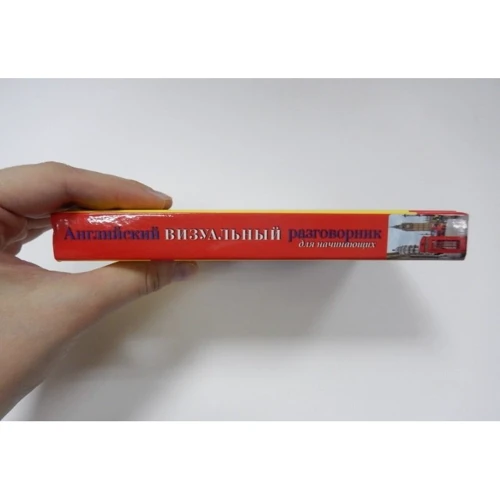 Английский ВИЗУАЛЬНЫЙ разговорник
для начинающих